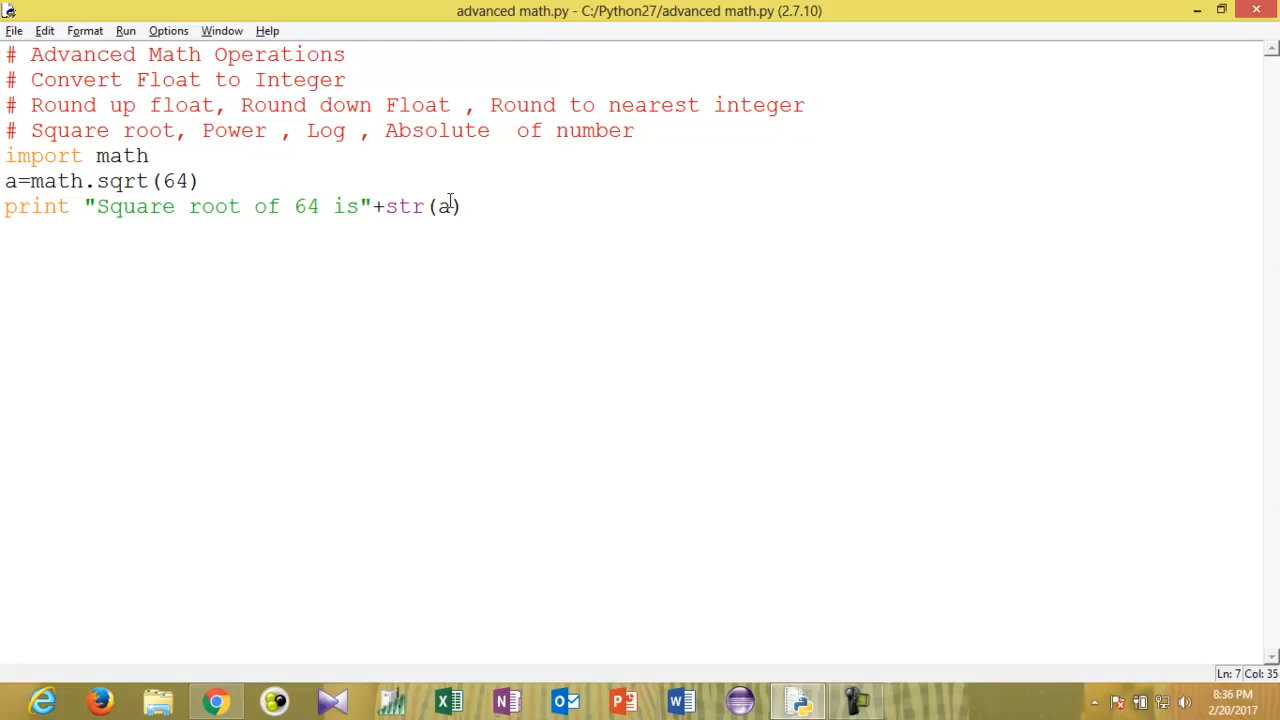 advanced math.py - C:/Python27/advanced math.py (2.7.10)
File Edit Format Run Options Window Help
# Advanced Math Operations
# Convert Float to Integer
# Round up float, Round down Float , Round to nearest integer
# Square root, Power , Log , Absolute  of number
import math
a=math.sqrt(64)
print "Square root of 64 is"+str(a)
Ln: 7 Col: 35
8:36 PM
2/20/2017